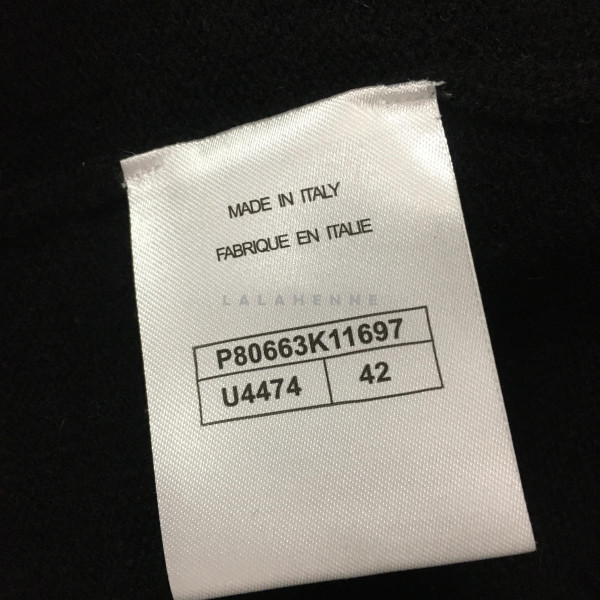 MADE IN ITALY
FABRIQUE EN ITALIE
LALAHENNE
P80663K11697
U4474 42